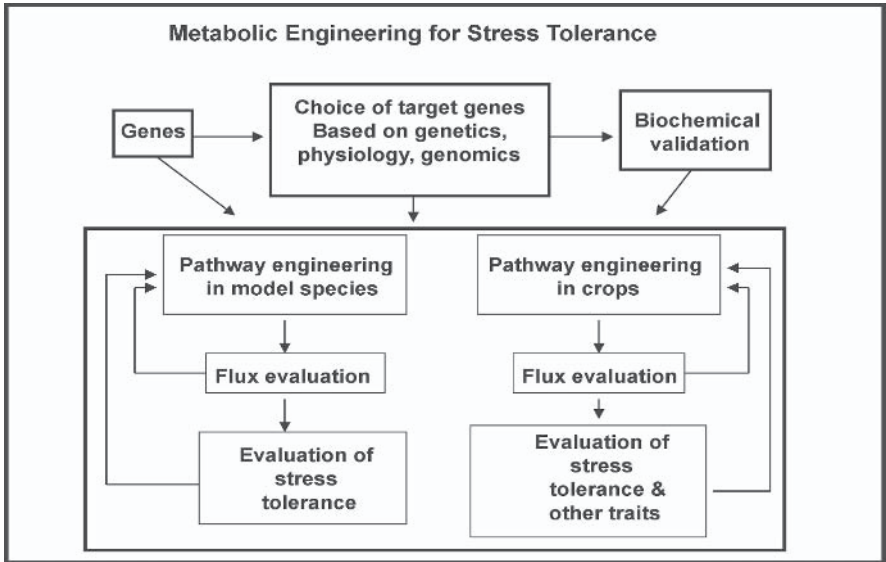 Metabolic Engineering for Stress Tolerance
Genes
Choice of target genes
Based on genetics,
physiology, genomics
Biochemical
validation
Pathway engineering
in model species
Flux evaluation
Evaluation of
stress
tolerance
Pathway engineering
in crops
Flux evaluation
Evaluation of
stress
tolerance &
other traits